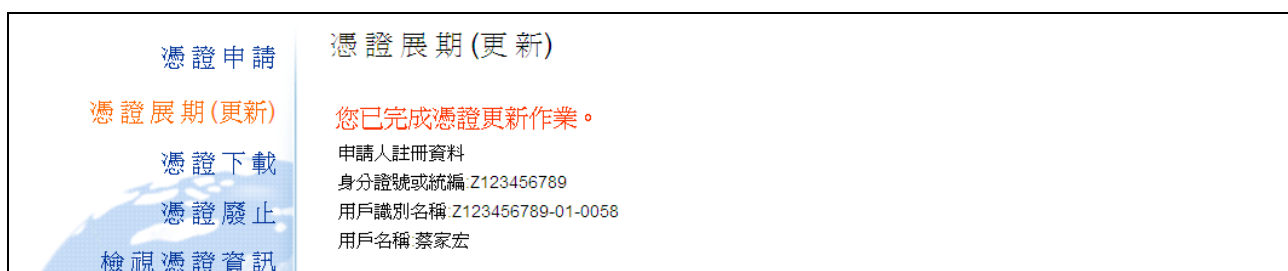 憑證申請
憑證展期(更新)
憑證下載
憑證廢止
檢視憑證資訊
憑證展期(更新)
您已完成憑證更新作業。
申請人註冊資料
身分證號或統編:Z123456789
用戶識別名稱:Z123456789-01-0058
用戶名稱:蔡家宏